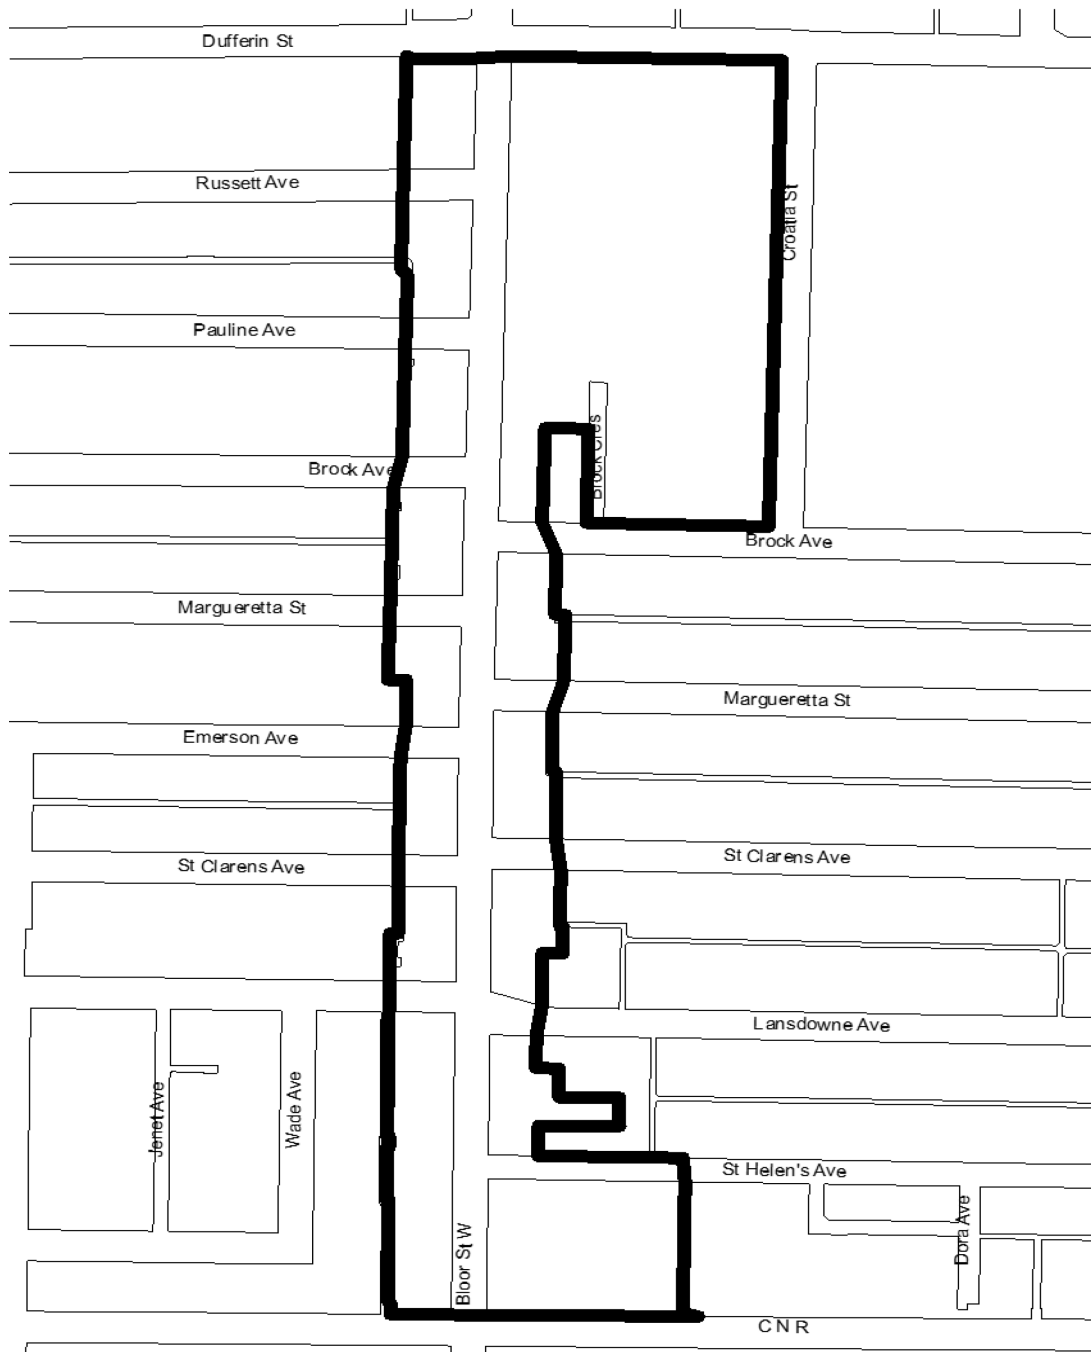 Dufferin St
Russett Ave
Croatia St
Pauline Ave
Brock Cres
Brock Ave
Brock Ave
Margueretta St
Margueretta St
Emerson Ave
St Clarens Ave
St Clarens Ave
Lansdowne Ave
Jenet Ave
Wade Ave
St Helen's Ave
Bloor St W
Dora Ave
C N R